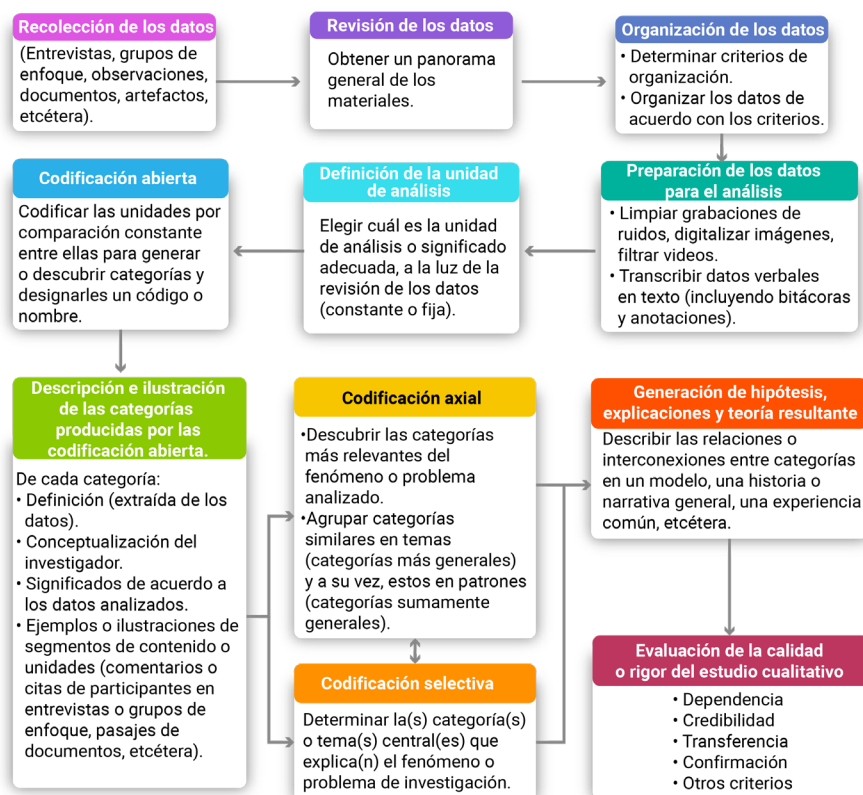 Recolección de los datos
(Entrevistas, grupos de
enfoque, observaciones,
documentos, artefactos,
etcétera).
Revisión de los datos
Obtener un panorama
general de los
materiales.
Organización de los datos
• Determinar criterios de
organización.
• Organizar los datos de
acuerdo con los criterios.
Preparación de los datos
para el análisis
• Limpiar grabaciones de
ruidos, digitalizar imágenes,
filtrar videos.
• Transcribir datos verbales
en texto (incluyendo bitácoras
y anotaciones).
Definición de la unidad
de análisis
Elegir cuál es la unidad
de análisis o significado
adecuada, a la luz de la
revisión de los datos
(constante o fija).
Codificación abierta
Codificar las unidades por
comparación constante
entre ellas para generar
o descubrir categorías y
designarles un código o
nombre.
Descripción e ilustración
de las categorías
producidas por las
codificación abierta.
De cada categoría:
• Definición (extraída de los
datos).
• Conceptualización del
investigador.
• Significados de acuerdo a
los datos analizados.
• Ejemplos o ilustraciones de
segmentos de contenido o
unidades (comentarios o
citas de participantes en
entrevistas o grupos de
enfoque, pasajes de
documentos, etcétera).
Codificación axial
•Descubrir las categorías
más relevantes del
fenómeno o problema
analizado.
•Agrupar categorías
similares en temas
(categorías más generales)
y a su vez, estos en patrones
(categorías sumamente
generales).
Codificación selectiva
Determinar la(s) categoría(s)
o tema(s) central(es) que
explica(n) el fenómeno o
problema de investigación.
Generación de hipótesis,
explicaciones y teoría resultante
Describir las relaciones o
interconexiones entre categorías
en un modelo, una historia o
narrativa general, una experiencia
común, etcétera.
Evaluación de la calidad
o rigor del estudio cualitativo
• Dependencia
• Credibilidad
• Transferencia
• Confirmación
• Otros criterios